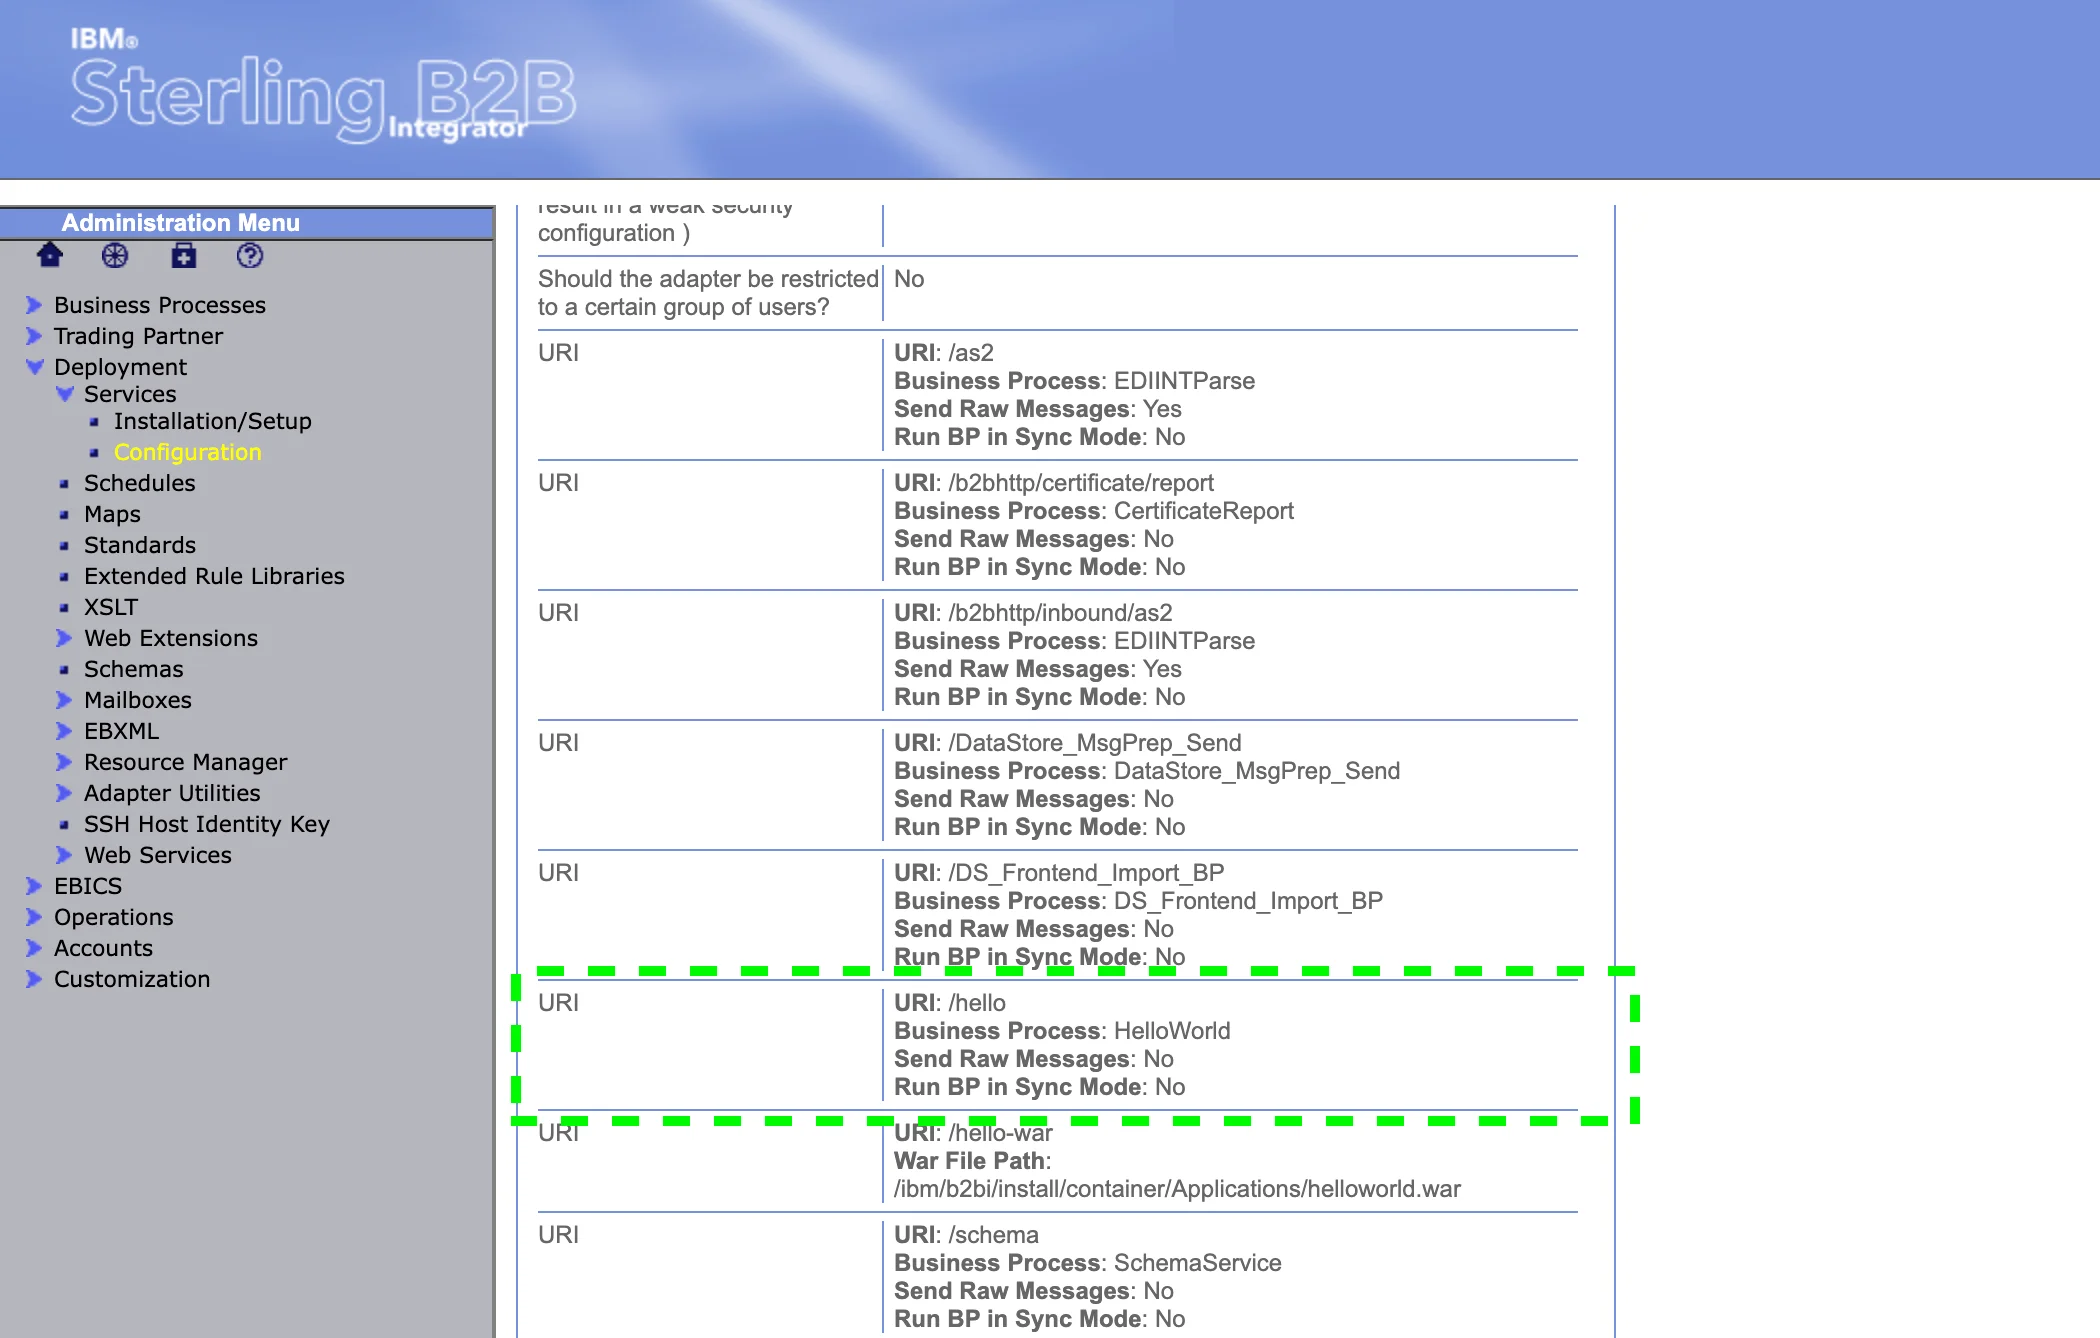 IBM®
Sterling B2B
Integrator
Administration Menu
Business Processes
Trading Partner
Deployment
Services
Installation/Setup
Configuration
Schedules
Maps
Standards
Extended Rule Libraries
XSLT
Web Extensions
Schemas
Mailboxes
EBXML
Resource Manager
Adapter Utilities
SSH Host Identity Key
Web Services
EBICS
Operations
Accounts
Customization
result in a weak security
configuration )
Should the adapter be restricted
to a certain group of users?
No
URI
URI: /as2
Business Process: EDIINTParse
Send Raw Messages: Yes
Run BP in Sync Mode: No
URI
URI: /b2bhttp/certificate/report
Business Process: CertificateReport
Send Raw Messages: No
Run BP in Sync Mode: No
URI
URI: /b2bhttp/inbound/as2
Business Process: EDIINTParse
Send Raw Messages: Yes
Run BP in Sync Mode: No
URI
URI: /DataStore_MsgPrep_Send
Business Process: DataStore_MsgPrep_Send
Send Raw Messages: No
Run BP in Sync Mode: No
URI
URI: /DS_Frontend_Import_BP
Business Process: DS_Frontend_Import_BP
Send Raw Messages: No
Run BP in Sync Mode: No
URI
URI: /hello
Business Process: HelloWorld
Send Raw Messages: No
Run BP in Sync Mode: No
URI
URI: /hello-war
War File Path:
/ibm/b2bi/install/container/Applications/helloworld.war
URI
URI: /schema
Business Process: SchemaService
Send Raw Messages: No
Run BP in Sync Mode: No